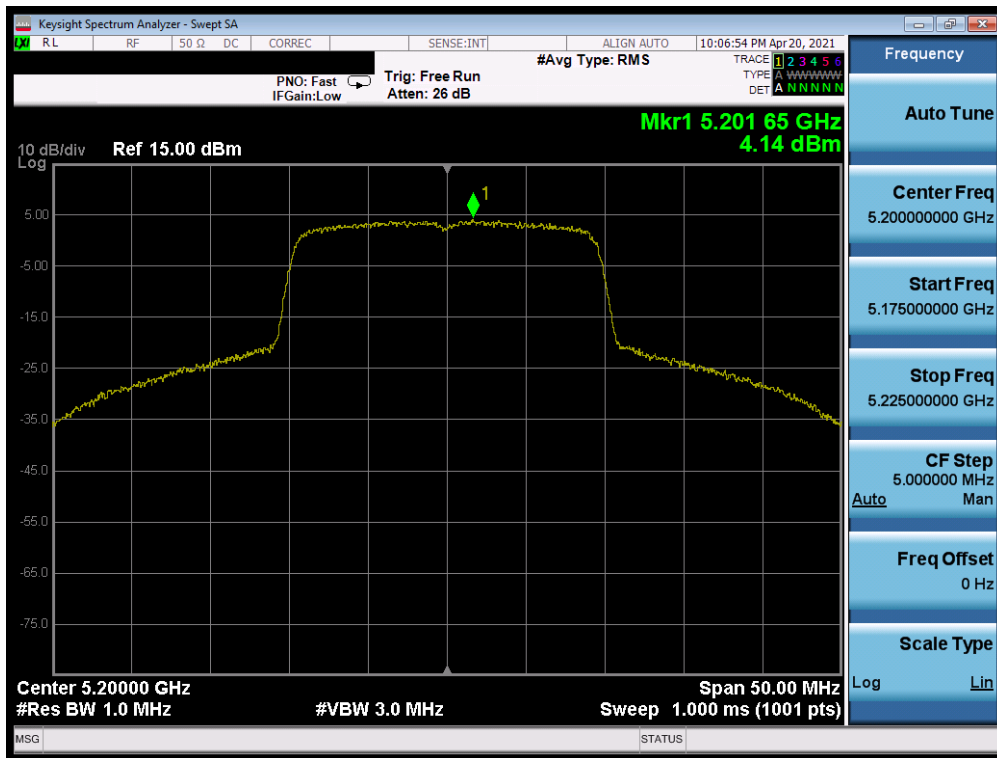 Keysight Spectrum Analyzer - Swept SA
LXI RL RF 50 Ω DC CORREC SENSE:INT ALIGN AUTO 10:06:54 PM Apr 20, 2021
PNO: Fast
IFGain:Low
Trig: Free Run
Atten: 26 dB
#Avg Type: RMS
TRACE 1 2 3 4 5 6
TYPE A WWWWW
DET A N N N N N
Mkr1 5.201 65 GHz
4.14 dBm
10 dB/div Ref 15.00 dBm
Log
1
5.00
-5.00
-15.0
-25.0
-35.0
-45.0
-55.0
-65.0
-75.0
Center 5.20000 GHz Span 50.00 MHz
#Res BW 1.0 MHz #VBW 3.0 MHz Sweep 1.000 ms (1001 pts)
MSG STATUS
Frequency
Auto Tune
Center Freq
5.200000000 GHz
Start Freq
5.175000000 GHz
Stop Freq
5.225000000 GHz
CF Step
5.000000 MHz
Auto Man
Freq Offset
0 Hz
Scale Type
Log Lin